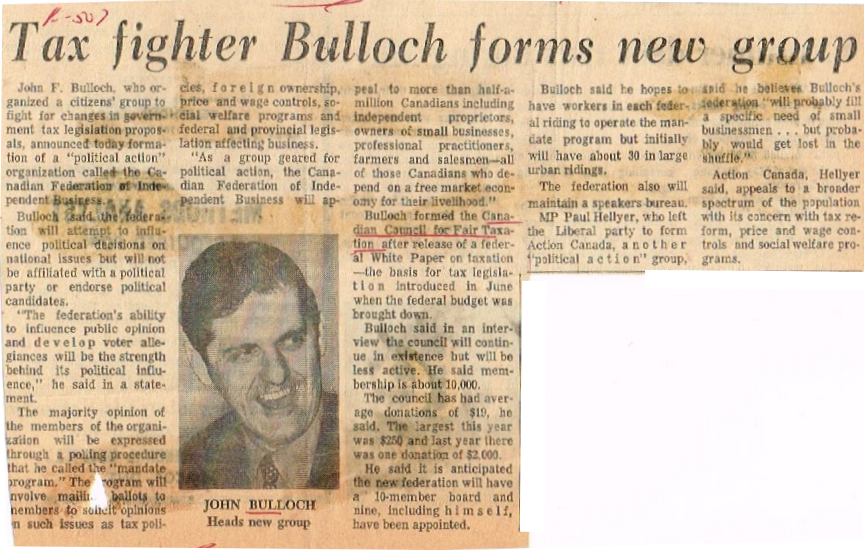 R-507
Tax fighter Bulloch forms new group
John F. Bulloch, who or-
ganized a citizens' group to
fight for changes in govern-
ment tax legislation propos-
als, announced today forma-
tion of a "political action"
organization called the Ca-
nadian Federation of Inde-
pendent Business.
Bulloch said the federa-
tion will attempt to influ-
ence political decisions on
national issues but will not
be affiliated with a political
party or endorse political
candidates.
"The federation's ability
to influence public opinion
and develop voter alle-
giances will be the strength
behind its political influ-
ence," he said in a state-
ment.
The majority opinion of
the members of the organi-
zation will be expressed
through a polling procedure
that he called the "mandate
program." The program will
involve mailing ballots to
members to solicit opinions
on such issues as tax poli-
cies, foreign ownership,
price and wage controls, so-
cial welfare programs and
federal and provincial legis-
lation affecting business.
"As a group geared for
political action, the Cana-
dian Federation of Inde-
pendent Business will ap-
JOHN BULLOCH
Heads new group
peal to more than half-a-
million Canadians including
independent proprietors,
owners of small businesses,
professional practitioners,
farmers and salesmen—all
of those Canadians who de-
pend on a free market econ-
omy for their livelihood."
Bulloch formed the Cana-
dian Council for Fair Taxa-
tion after release of a feder-
al White Paper on taxation
—the basis for tax legisla-
tion introduced in June
when the federal budget was
brought down.
Bulloch said in an inter-
view the council will contin-
ue in existence but will be
less active. He said mem-
bership is about 10,000.
The council has had aver-
age donations of $19, he
said. The largest this year
was $250 and last year there
was one donation of $2,000.
He said it is anticipated
the new federation will have
a 10-member board and
nine, including himself,
have been appointed.
Bulloch said he hopes to
have workers in each feder-
al riding to operate the man-
date program but initially
will have about 30 in large
urban ridings.
The federation also will
maintain a speakers bureau.
MP Paul Hellyer, who left
the Liberal party to form
Action Canada, another
"political action" group,
said he believes Bulloch's
federation "will probably fill
a specific need of small
businessmen . . . but proba-
bly would get lost in the
shuffle."
Action Canada, Hellyer
said, appeals to a broader
spectrum of the population
with its concern with tax re-
form, price and wage con-
trols and social welfare pro-
grams.